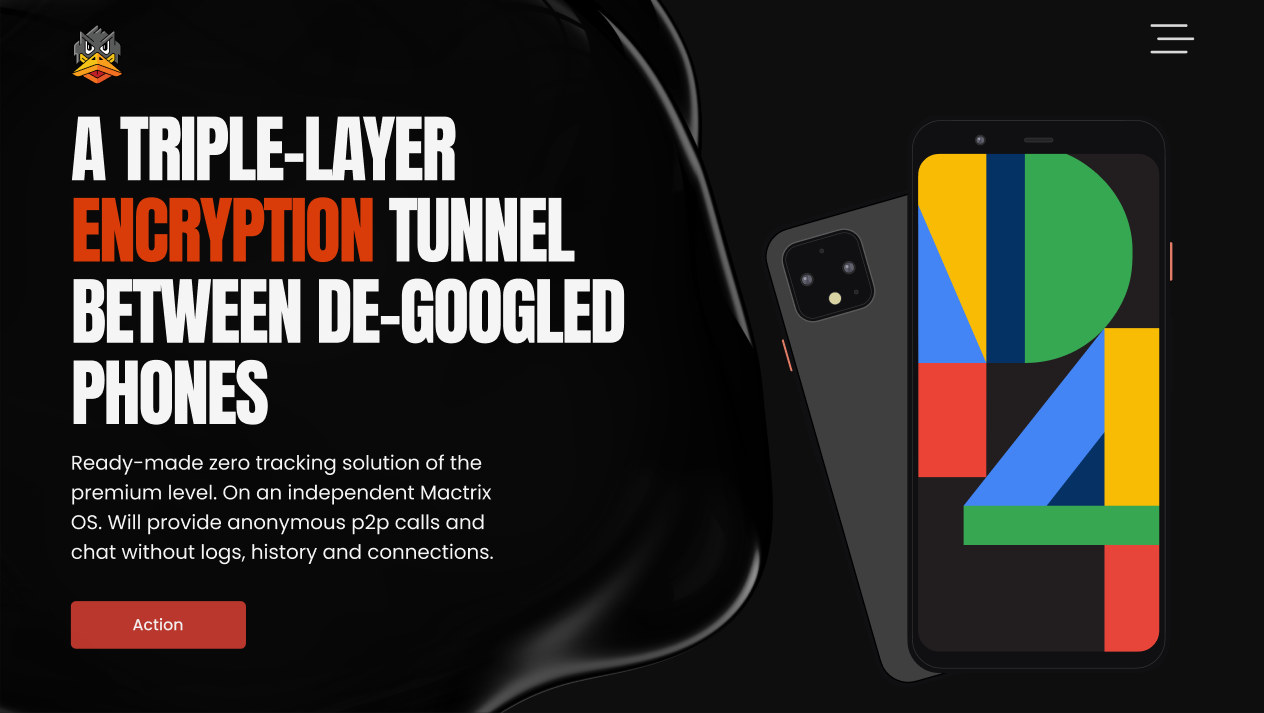 A TRIPLE-LAYER
ENCRYPTION TUNNEL
BETWEEN DE-GOOGLED
PHONES
Ready-made zero tracking solution of the
premium level. On an independent Mactrix
OS. Will provide anonymous p2p calls and
chat without logs, history and connections.
Action